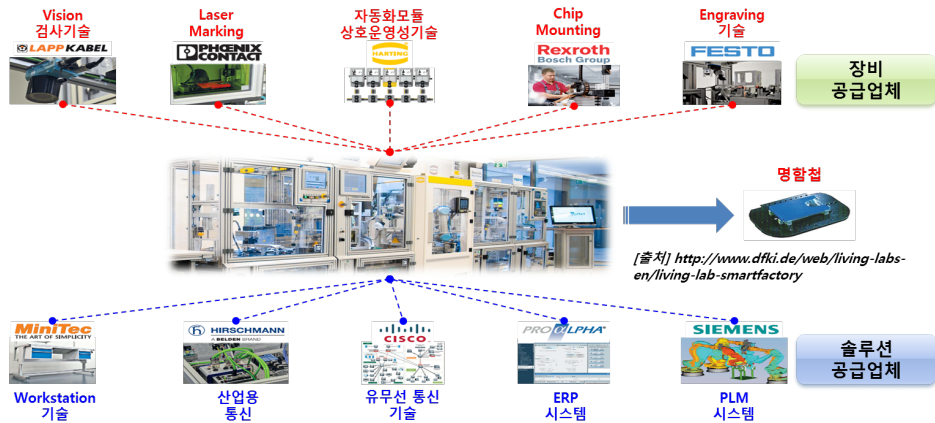 Vision
검사기술
Laser
Marking
자동화모듈
상호운영성기술
Chip
Mounting
Engraving
기술
LAPP KABEL
PHŒNIX
CONTACT
HARTING
Rexroth
Bosch Group
FESTO
장비
공급업체
명함첩
[출처] http://www.dfki.de/web/living-labs-
en/living-lab-smartfactory
MiniTec
THE ART OF SIMPLICITY
HIRSCHMANN
A BELDEN BRAND
CISCO
PROALPHA
SIEMENS
솔루션
공급업체
Workstation
기술
산업용
통신
유무선 통신
기술
ERP
시스템
PLM
시스템